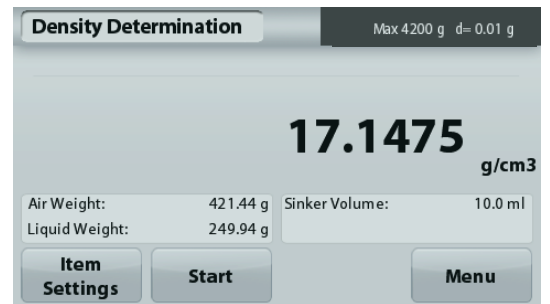 Density Determination Max 4200 g d= 0.01 g
17.1475
g/cm3
Air Weight: 421.44 g Sinker Volume: 10.0 ml
Liquid Weight: 249.94 g
Item Settings Start Menu